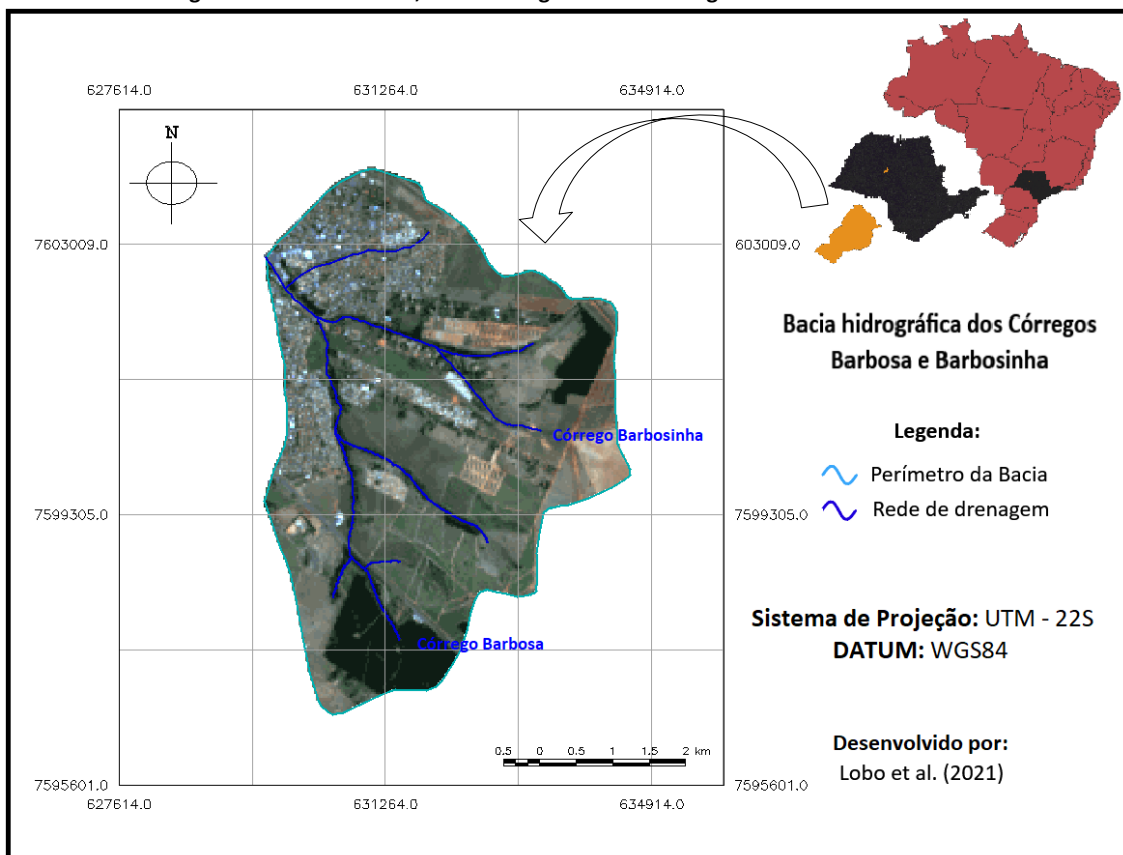 627614.0 631264.0 634914.0
N
7603009.0 603009.0
Bacia hidrográfica dos Córregos
Barbosa e Barbosinha
Legenda:
Córrego Barbosinha
Perímetro da Bacia
Rede de drenagem
7599305.0 7599305.0
Sistema de Projeção: UTM - 22S
DATUM: WGS84
Córrego Barbosa
Desenvolvido por:
Lobo et al. (2021)
0.5 0 0.5 1 1.5 2 km
7595601.0 7595601.0
627614.0 631264.0 634914.0